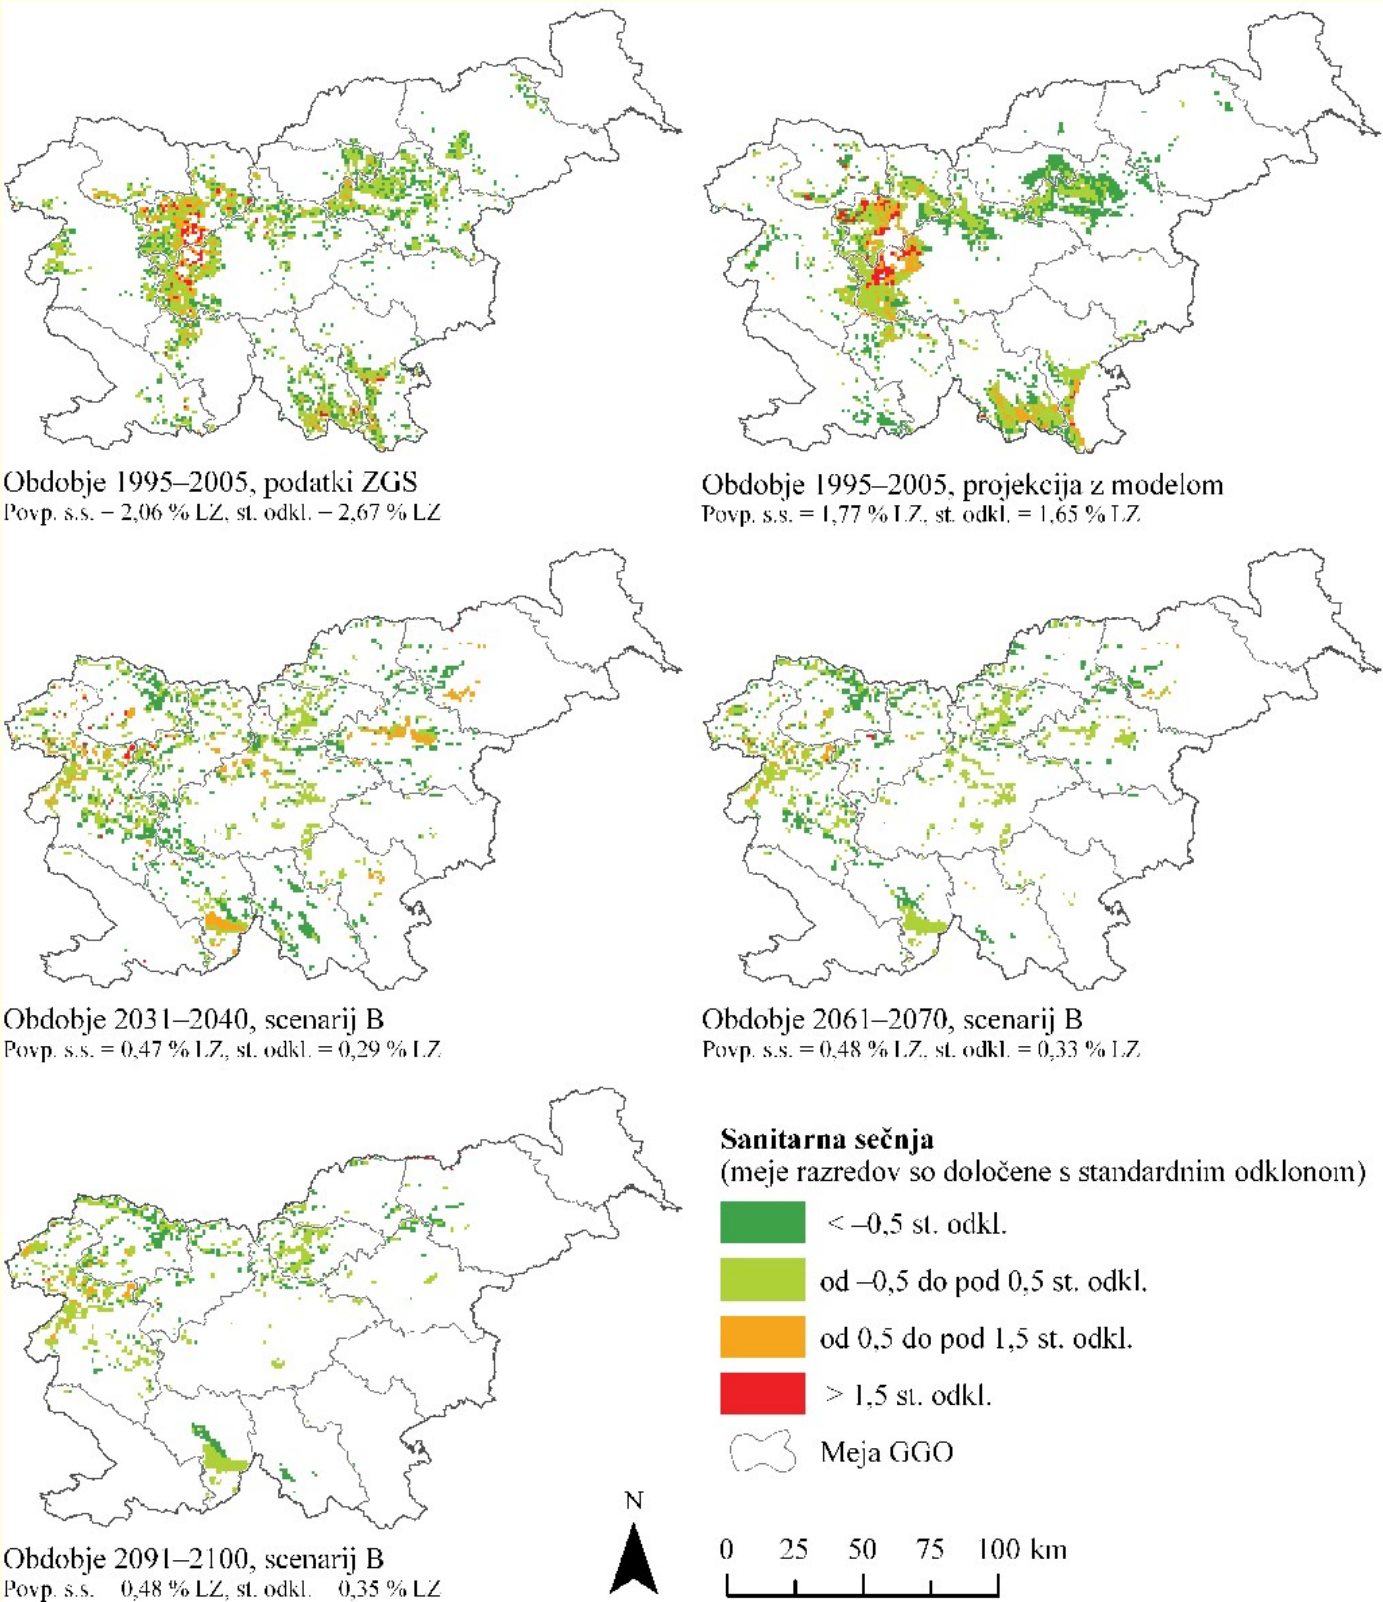 Obdobje 1995–2005, podatki ZGS
Povp. s.s. – 2,06 % LZ, st. odkl. – 2,67 % LZ
Obdobje 1995–2005, projekcija z modelom
Povp. s.s. = 1,77 % LZ, st. odkl. = 1,65 % LZ
Obdobje 2031–2040, scenarij B
Povp. s.s. = 0,47 % LZ, st. odkl. = 0,29 % LZ
Obdobje 2061–2070, scenarij B
Povp. s.s. = 0,48 % LZ, st. odkl. = 0,33 % LZ
Obdobje 2091–2100, scenarij B
Povp. s.s. 0,48 % LZ, st. odkl. 0,35 % LZ
Sanitarna sečnja
(meje razredov so določene s standardnim odklonom)
< –0,5 st. odkl.
od –0,5 do pod 0,5 st. odkl.
od 0,5 do pod 1,5 st. odkl.
> 1,5 st. odkl.
Meja GGO
N
0 25 50 75 100 km